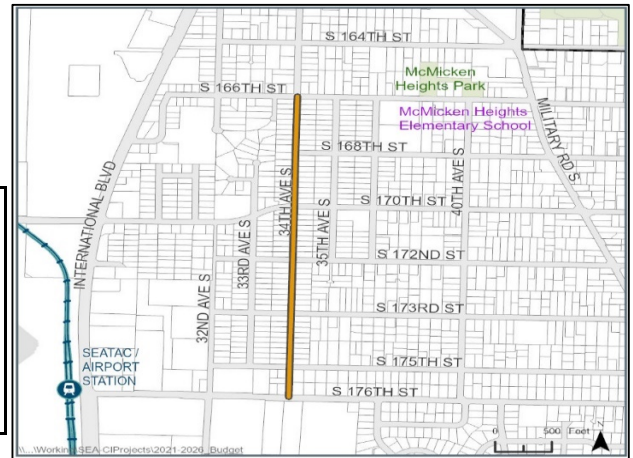 S 164TH ST
McMicken
Heights Park
S 166TH ST
McMicken Heights
Elementary School
MILITARY RD S
S 168TH ST
INTERNATIONAL BLVD
34TH AVE S
40TH AVE S
S 170TH ST
33RD AVE S
35TH AVE S
S 172ND ST
32ND AVE S
S 173RD ST
SEATAC /
AIRPORT
STATION
S 175TH ST
S 176TH ST
0 500 Feet
\\...\Working\SEA-CIProjects\2021-2026_Budget